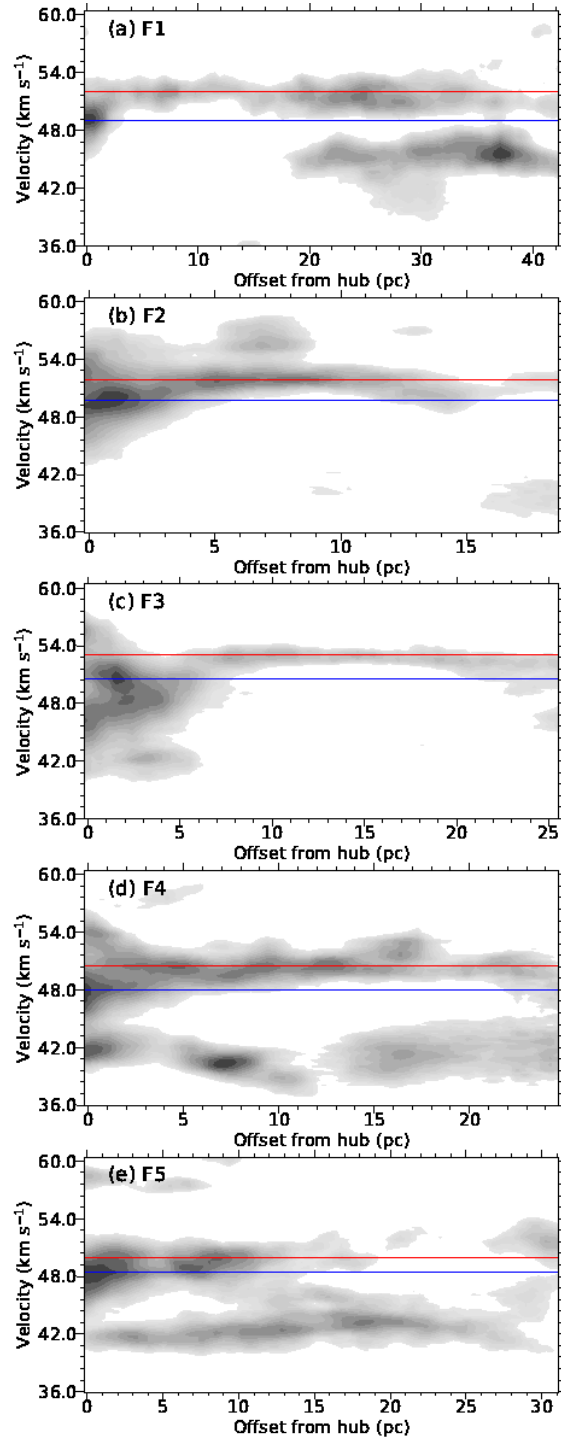 (a) F1
60.0
54.0
48.0
42.0
36.0
Velocity (km s⁻¹)
0 10 20 30 40
Offset from hub (pc)
(b) F2
60.0
54.0
48.0
42.0
36.0
Velocity (km s⁻¹)
0 5 10 15
Offset from hub (pc)
(c) F3
60.0
54.0
48.0
42.0
36.0
Velocity (km s⁻¹)
0 5 10 15 20 25
Offset from hub (pc)
(d) F4
60.0
54.0
48.0
42.0
36.0
Velocity (km s⁻¹)
0 5 10 15 20
Offset from hub (pc)
(e) F5
60.0
54.0
48.0
42.0
36.0
Velocity (km s⁻¹)
0 5 10 15 20 25 30
Offset from hub (pc)